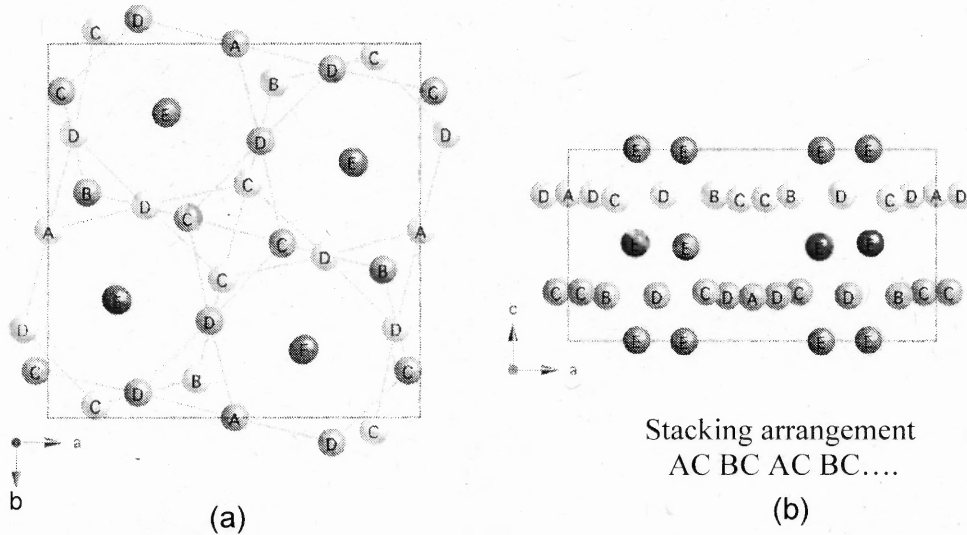 D
C
A
D C
B
C C
E
D D D
E
B C
D C
A A
C
D B
C
E
D D D
E
C C
B
D
C
A
C
D
a
b
(a)
E E E E
D A D C D B C C B D C D A D
E E E E
C C B D C D A D C D B C C
E E E E
c
a
Stacking arrangement
AC BC AC BC....
(b)